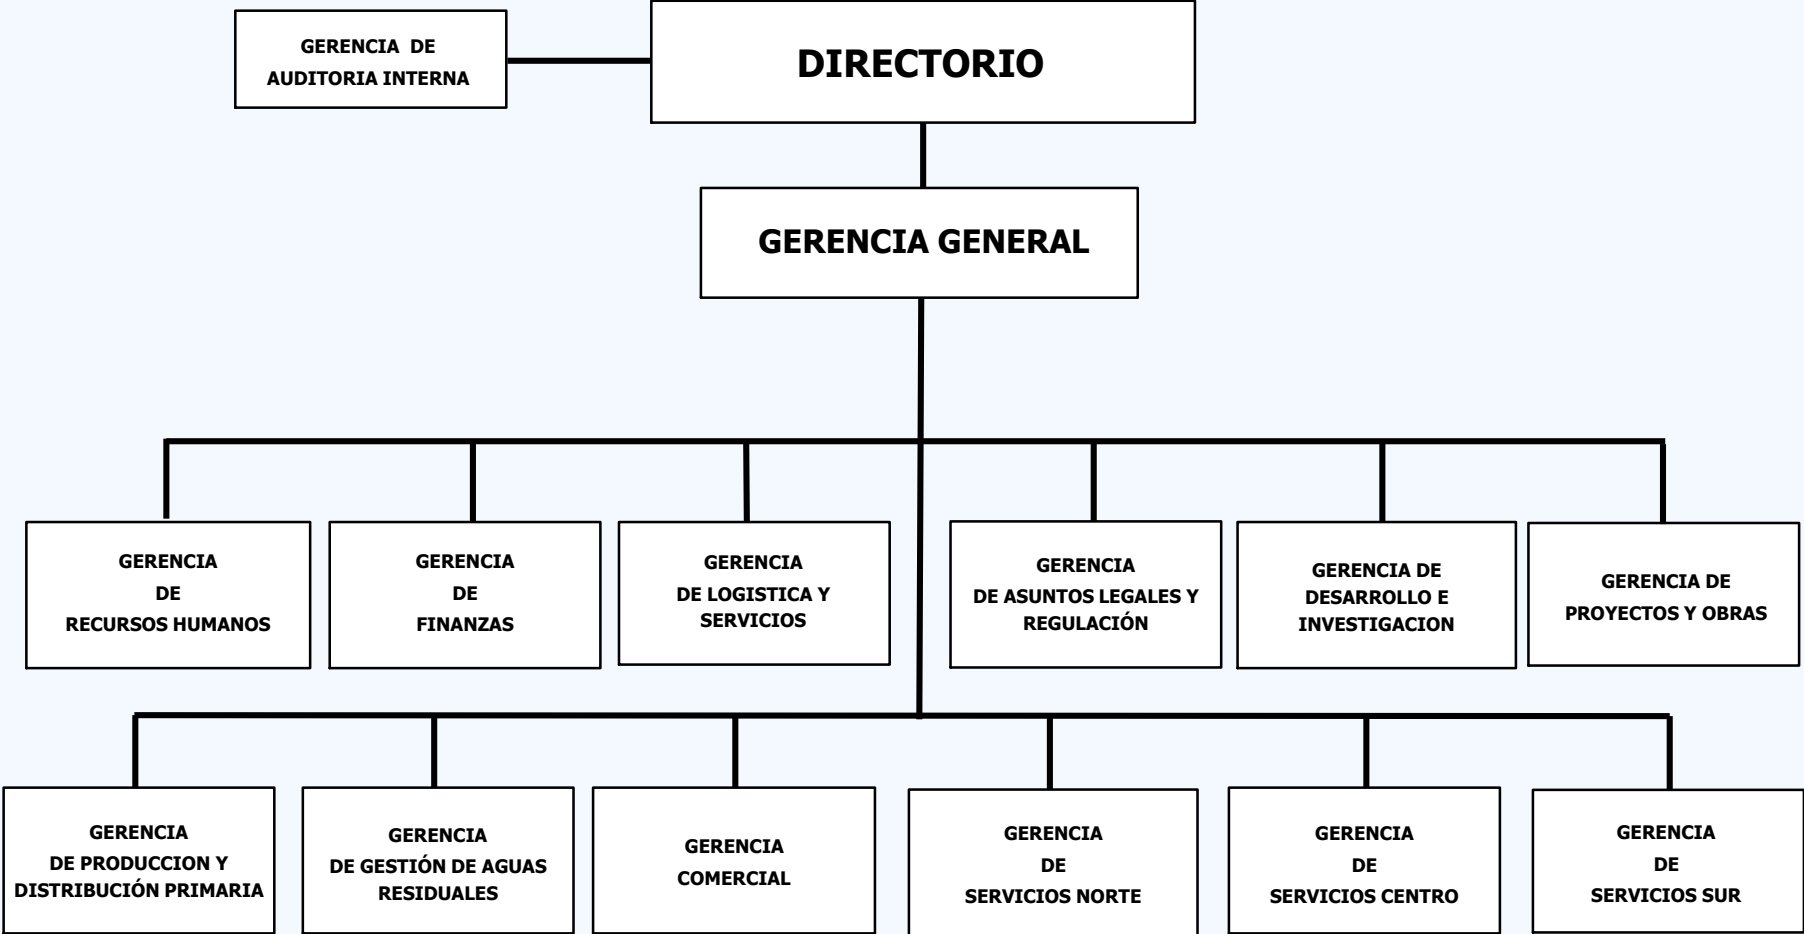 GERENCIA DE
AUDITORIA INTERNA
DIRECTORIO
GERENCIA GENERAL
GERENCIA
DE
RECURSOS HUMANOS
GERENCIA
DE
FINANZAS
GERENCIA
DE LOGISTICA Y
SERVICIOS
GERENCIA
DE ASUNTOS LEGALES Y
REGULACIÓN
GERENCIA DE
DESARROLLO E
INVESTIGACION
GERENCIA DE
PROYECTOS Y OBRAS
GERENCIA
DE PRODUCCION Y
DISTRIBUCIÓN PRIMARIA
GERENCIA
DE GESTIÓN DE AGUAS
RESIDUALES
GERENCIA
COMERCIAL
GERENCIA
DE
SERVICIOS NORTE
GERENCIA
DE
SERVICIOS CENTRO
GERENCIA
DE
SERVICIOS SUR